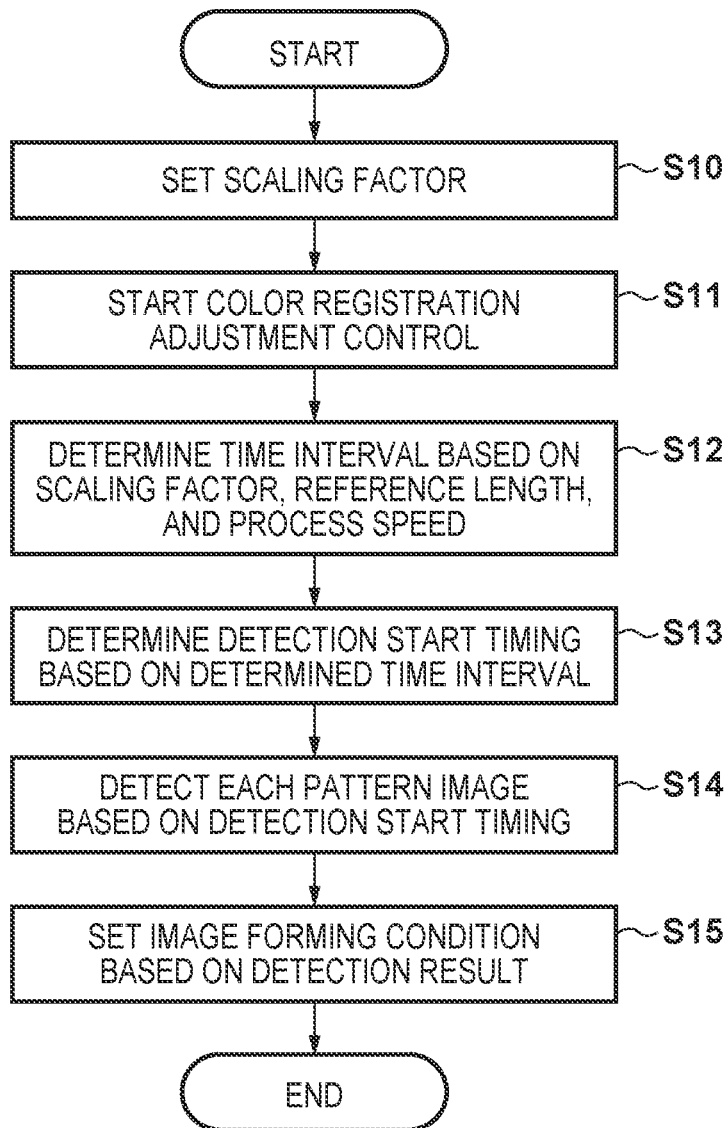 START
SET SCALING FACTOR
S10
START COLOR REGISTRATION
ADJUSTMENT CONTROL
S11
DETERMINE TIME INTERVAL BASED ON
SCALING FACTOR, REFERENCE LENGTH,
AND PROCESS SPEED
S12
DETERMINE DETECTION START TIMING
BASED ON DETERMINED TIME INTERVAL
S13
DETECT EACH PATTERN IMAGE
BASED ON DETECTION START TIMING
S14
SET IMAGE FORMING CONDITION
BASED ON DETECTION RESULT
S15
END